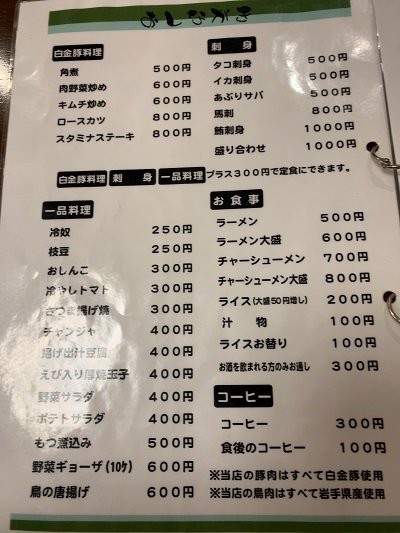 おしながき
白金豚料理
角煮 500円
肉野菜炒め 600円
キムチ炒め 600円
ロースカツ 800円
スタミナステーキ 800円
刺身
タコ刺身 500円
イカ刺身 500円
あぶりサバ 500円
馬刺 800円
鮪刺身 1000円
盛り合わせ 1000円
白金豚料理 刺身 一品料理 プラス300円で定食にできます。
一品料理
冷奴 250円
枝豆 250円
おしんこ 300円
冷やしトマト 300円
さつま揚げ焼 300円
チャンジャ 400円
揚げ出汁豆腐 400円
えび入り厚焼玉子 400円
野菜サラダ 400円
ポテトサラダ 400円
もつ煮込み 500円
野菜ギョーザ(10ケ) 600円
鳥の唐揚げ 600円
お食事
ラーメン 500円
ラーメン大盛 600円
チャーシューメン 700円
チャーシューメン大盛 800円
ライス(大盛50円増し) 200円
汁物 100円
ライスお替り 100円
お酒を飲まれる方のみお通し 300円
コーヒー
コーヒー 300円
食後のコーヒー 100円
※当店の豚肉はすべて白金豚使用
※当店の鳥肉はすべて岩手県産使用